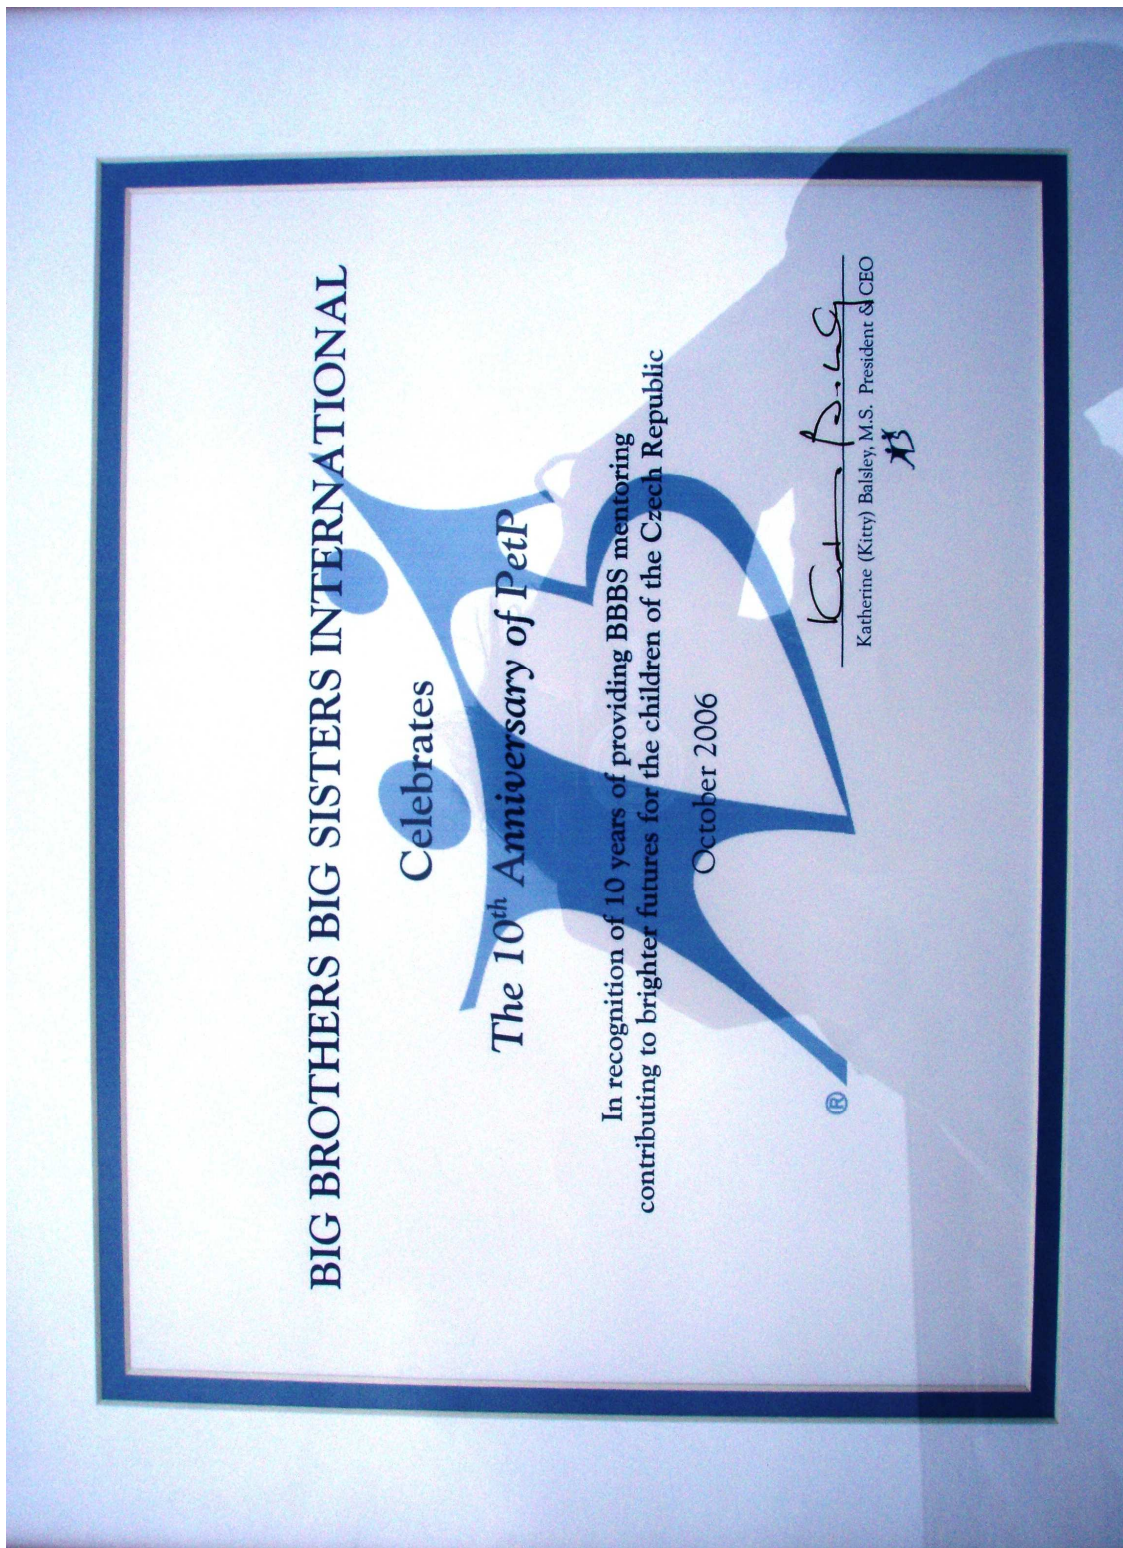 BIG BROTHERS BIG SISTERS INTERNATIONAL
Celebrates
The 10th Anniversary of PetP
In recognition of 10 years of providing BBBS mentoring
contributing to brighter futures for the children of the Czech Republic
October 2006
Katherine (Kitty) Balsley, M.S. President & CEO
®